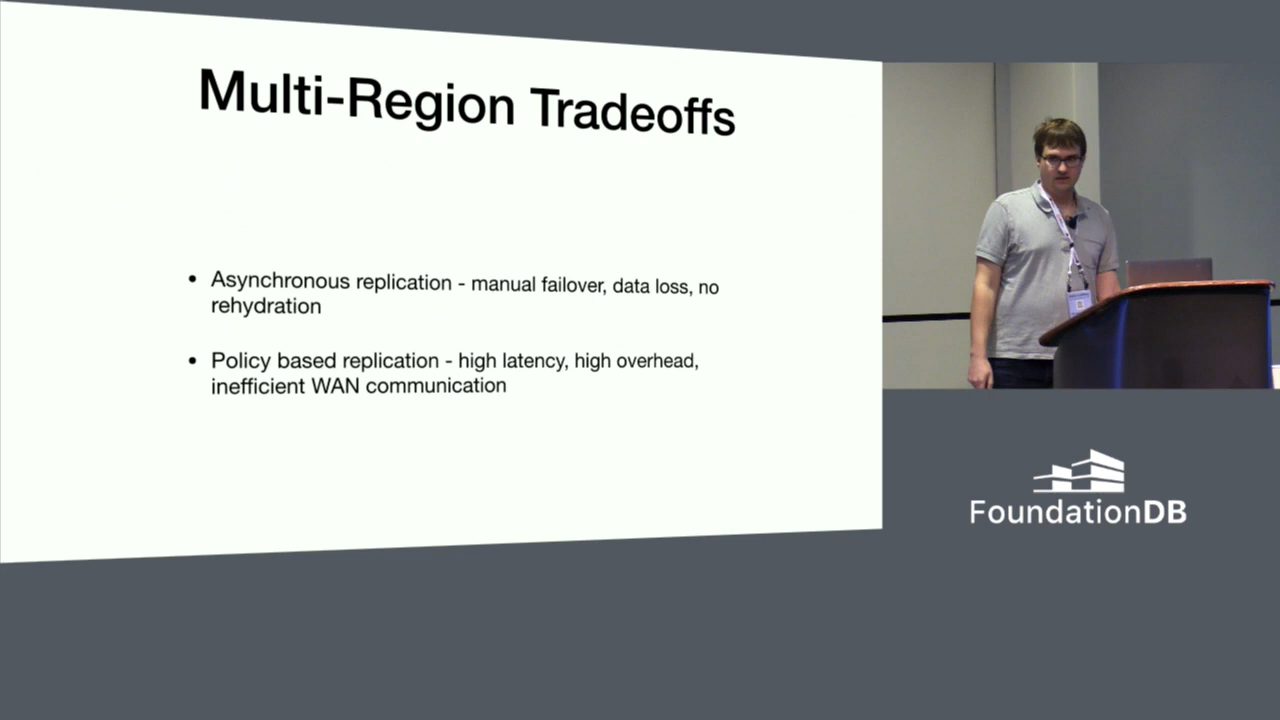 Multi-Region Tradeoffs
• Asynchronous replication - manual failover, data loss, no
rehydration
• Policy based replication - high latency, high overhead,
inefficient WAN communication
FoundationDB